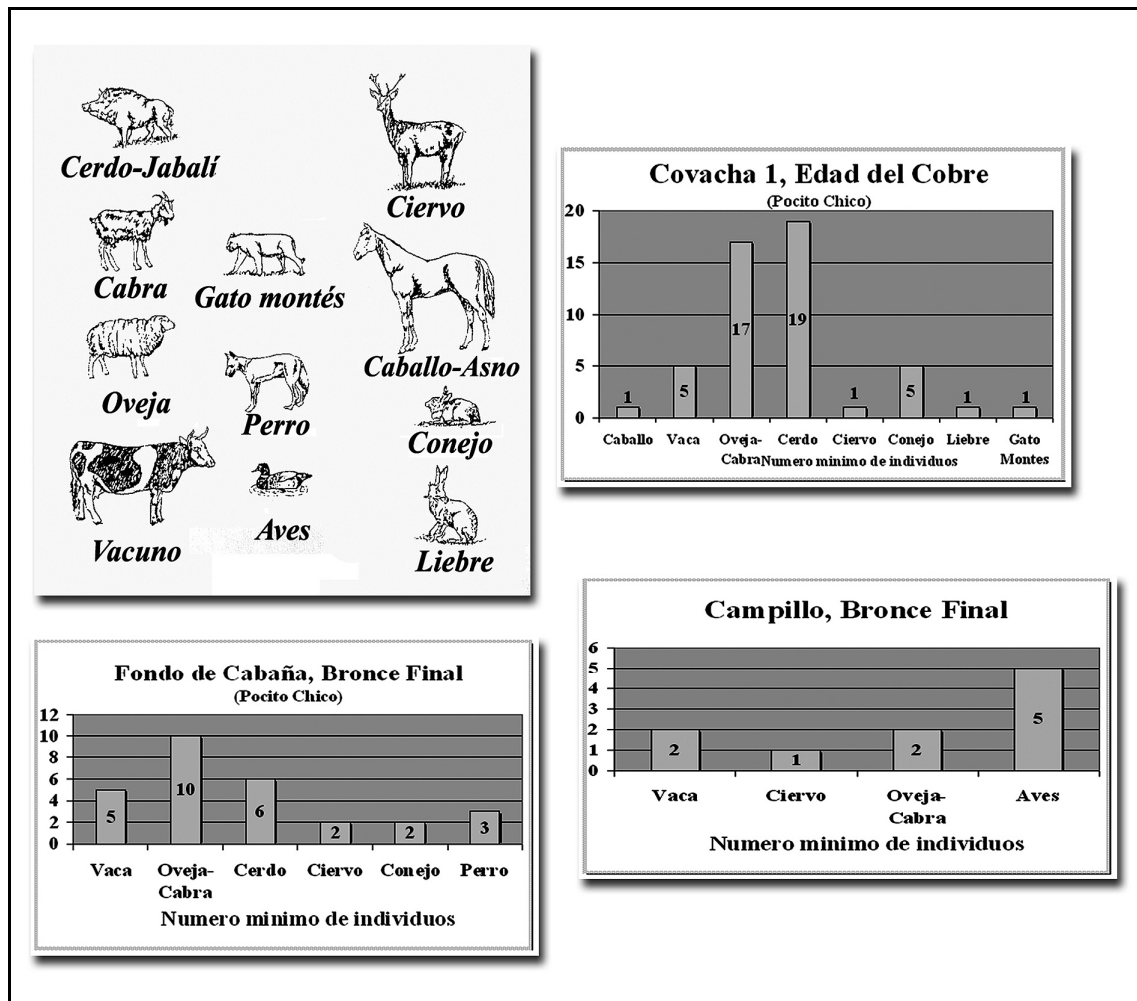 Cerdo-Jabalí
Ciervo
Cabra
Gato montés
Oveja
Perro
Caballo-Asno
Conejo
Vacuno
Aves
Liebre
Covacha 1, Edad del Cobre
(Pocito Chico)
20
15
10
5
0
1
5
17
19
1
5
1
1
Caballo Vaca Oveja- Cerdo Ciervo Conejo Liebre Gato
Cabra Numero minimo de individuos Montes
Fondo de Cabaña, Bronce Final
(Pocito Chico)
12
10
8
6
4
2
0
5
10
6
2
2
3
Vaca Oveja- Cerdo Ciervo Conejo Perro
Cabra
Numero minimo de individuos
Campillo, Bronce Final
6
5
4
3
2
1
0
2
1
2
5
Vaca Ciervo Oveja- Aves
Cabra
Numero minimo de individuos